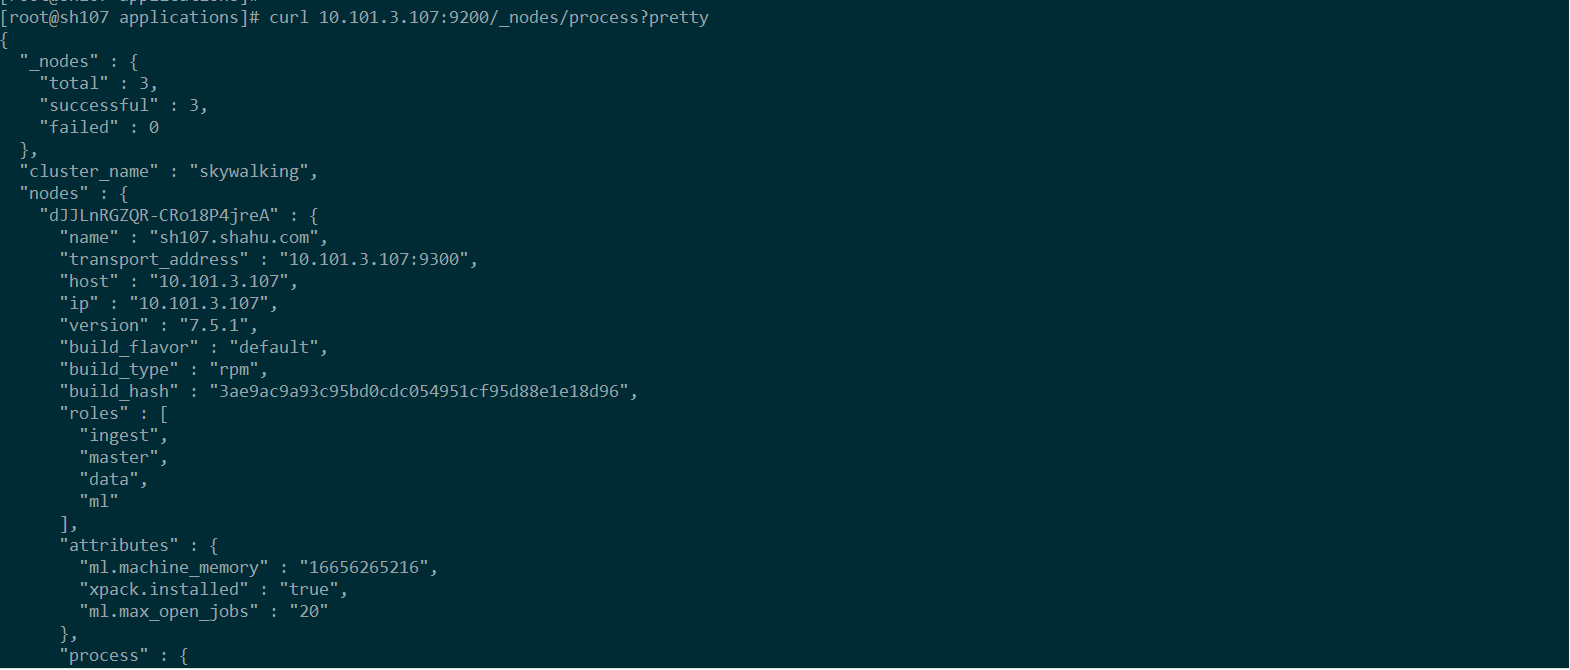 [root@sh107 applications]#
[root@sh107 applications]# curl 10.101.3.107:9200/_nodes/process?pretty
{
  "_nodes" : {
    "total" : 3,
    "successful" : 3,
    "failed" : 0
  },
  "cluster_name" : "skywalking",
  "nodes" : {
    "dJJLnRGZQR-CRo18P4jreA" : {
      "name" : "sh107.shahu.com",
      "transport_address" : "10.101.3.107:9300",
      "host" : "10.101.3.107",
      "ip" : "10.101.3.107",
      "version" : "7.5.1",
      "build_flavor" : "default",
      "build_type" : "rpm",
      "build_hash" : "3ae9ac9a93c95bd0cdc054951cf95d88e1e18d96",
      "roles" : [
        "ingest",
        "master",
        "data",
        "ml"
      ],
      "attributes" : {
        "ml.machine_memory" : "16656265216",
        "xpack.installed" : "true",
        "ml.max_open_jobs" : "20"
      },
      "process" : {